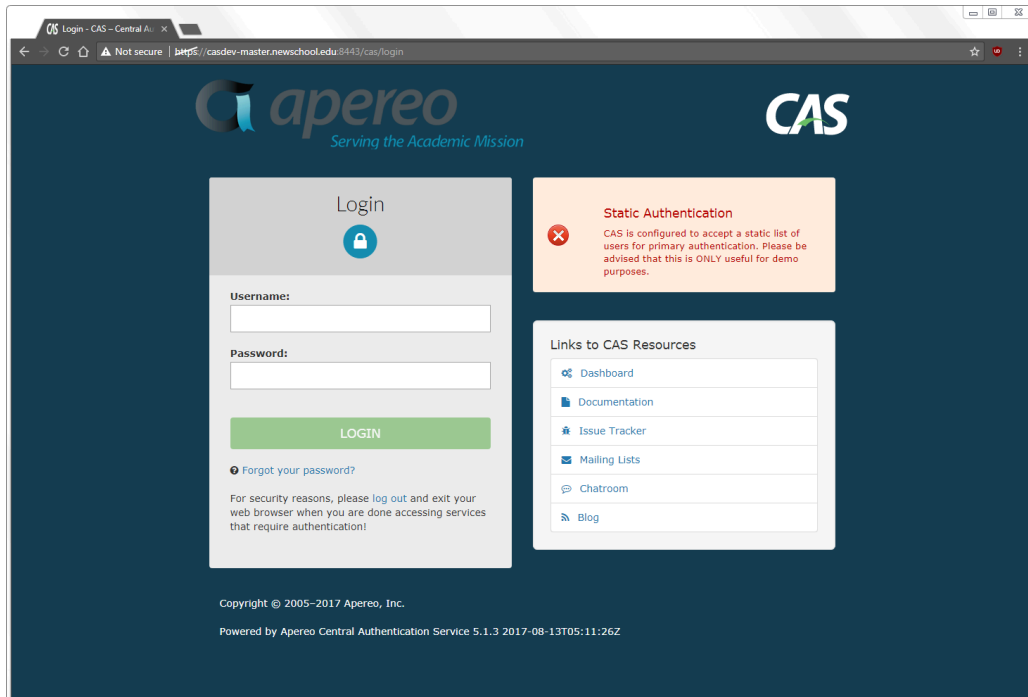 Login - CAS – Central Au
Not secure | https://casdev-master.newschool.edu:8443/cas/login
apereo
Serving the Academic Mission
CAS
Login
Username:
Password:
LOGIN
Forgot your password?
For security reasons, please log out and exit your
web browser when you are done accessing services
that require authentication!
Static Authentication
CAS is configured to accept a static list of
users for primary authentication. Please be
advised that this is ONLY useful for demo
purposes.
Links to CAS Resources
Dashboard
Documentation
Issue Tracker
Mailing Lists
Chatroom
Blog
Copyright © 2005–2017 Apereo, Inc.
Powered by Apereo Central Authentication Service 5.1.3 2017-08-13T05:11:26Z